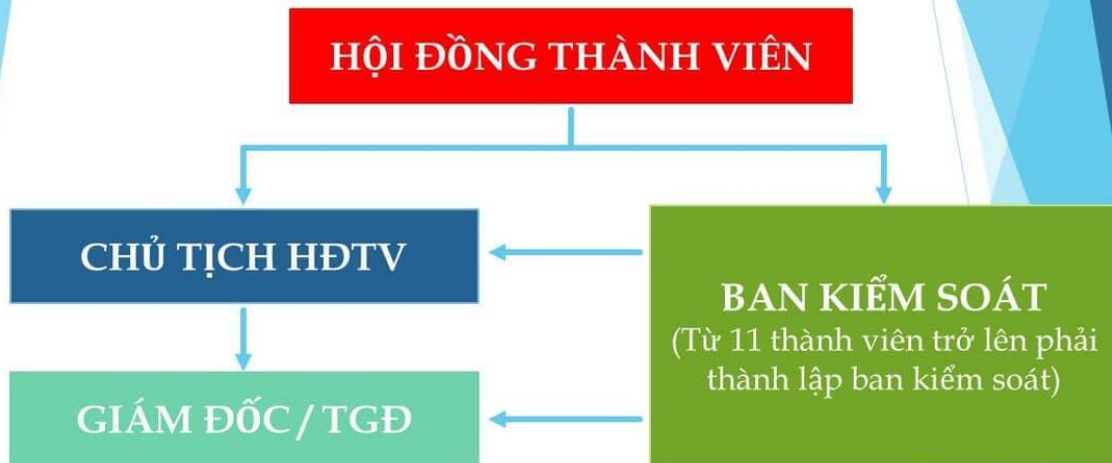 HỘI ĐỒNG THÀNH VIÊN
CHỦ TỊCH HĐTV
BAN KIỂM SOÁT
(Từ 11 thành viên trở lên phải
thành lập ban kiểm soát)
GIÁM ĐỐC / TGĐ